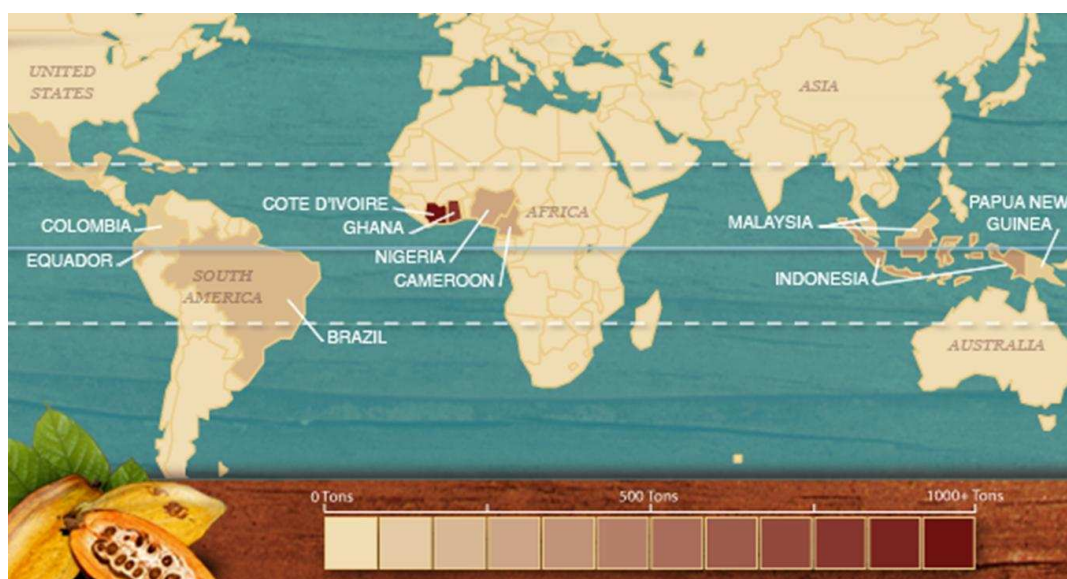 UNITED
STATES
ASIA
COTE D'IVOIRE
GHANA
AFRICA
PAPUA NEW
GUINEA
COLOMBIA
MALAYSIA
EQUADOR
NIGERIA
CAMEROON
INDONESIA
SOUTH
AMERICA
BRAZIL
AUSTRALIA
0 Tons
500 Tons
1000+ Tons